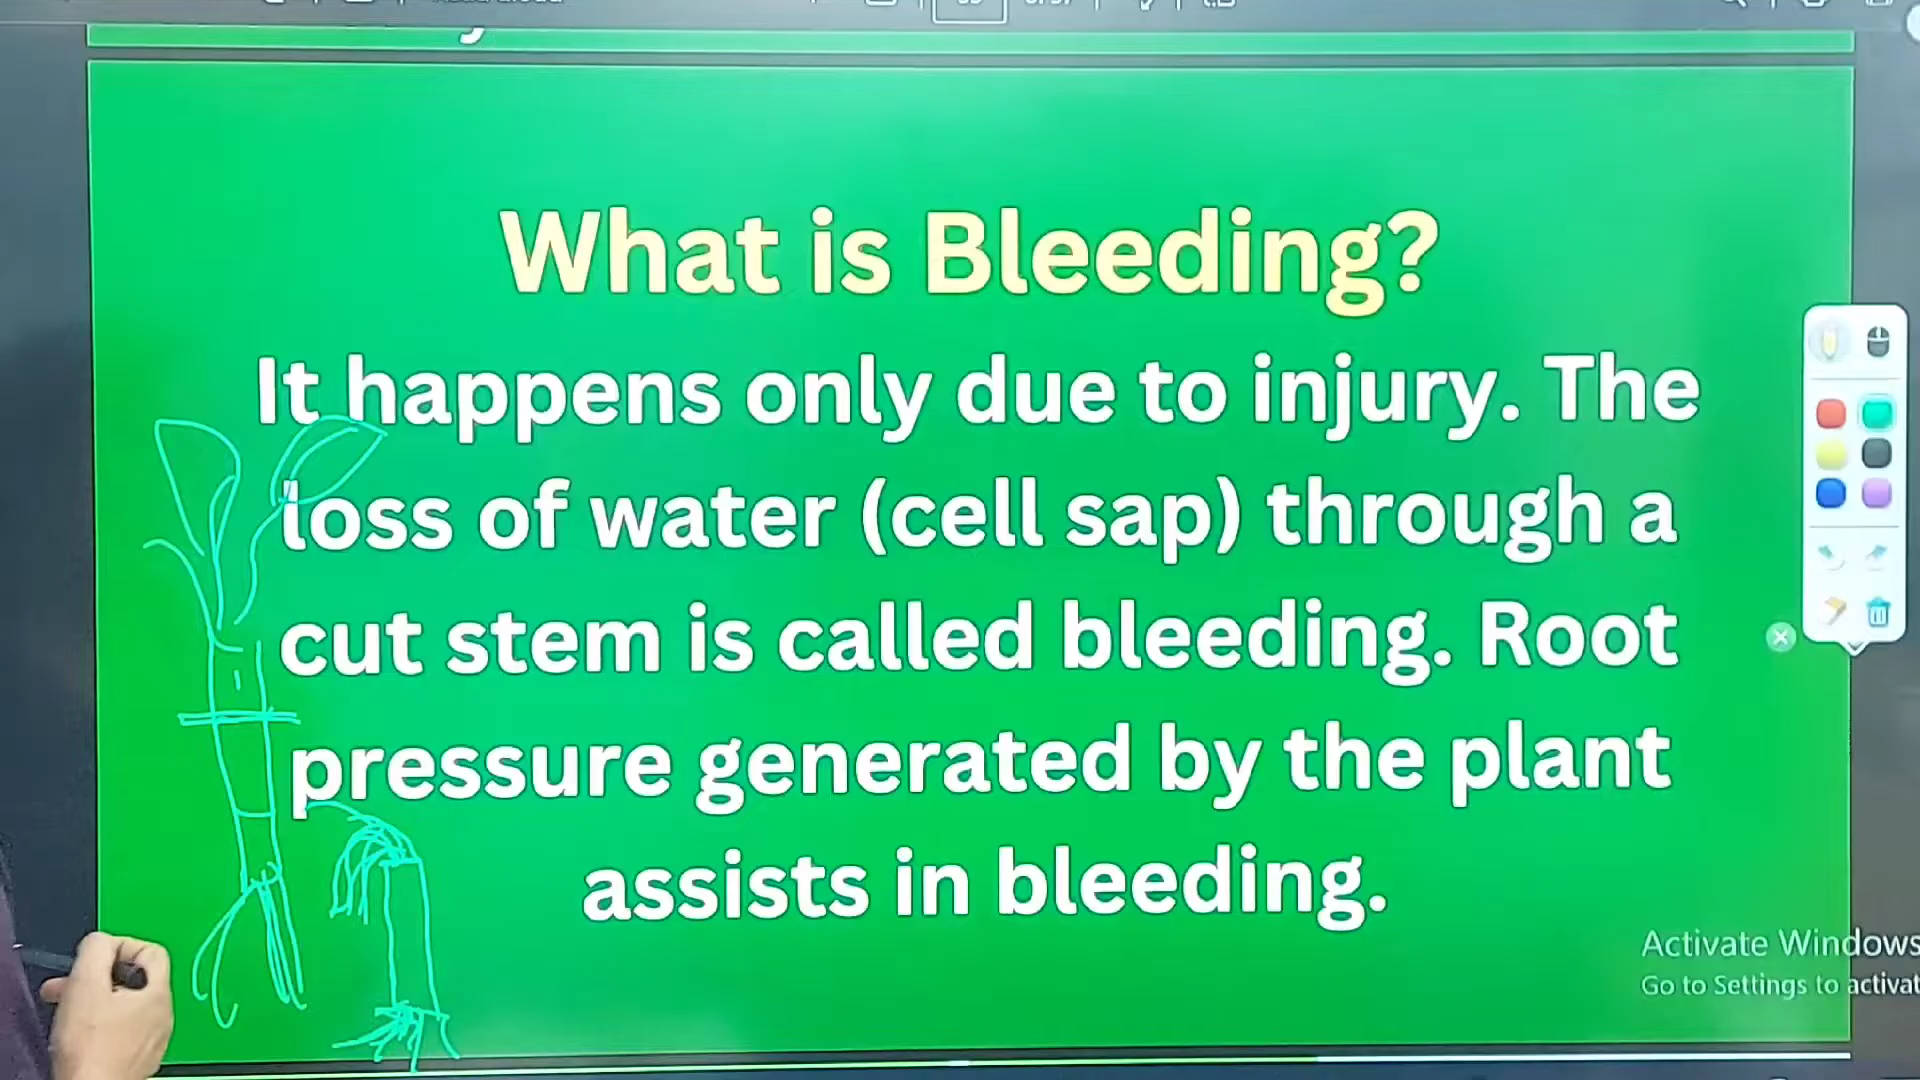 What is Bleeding?
It happens only due to injury. The
loss of water (cell sap) through a
cut stem is called bleeding. Root
pressure generated by the plant
assists in bleeding.
Activate Windows
Go to Settings to activat